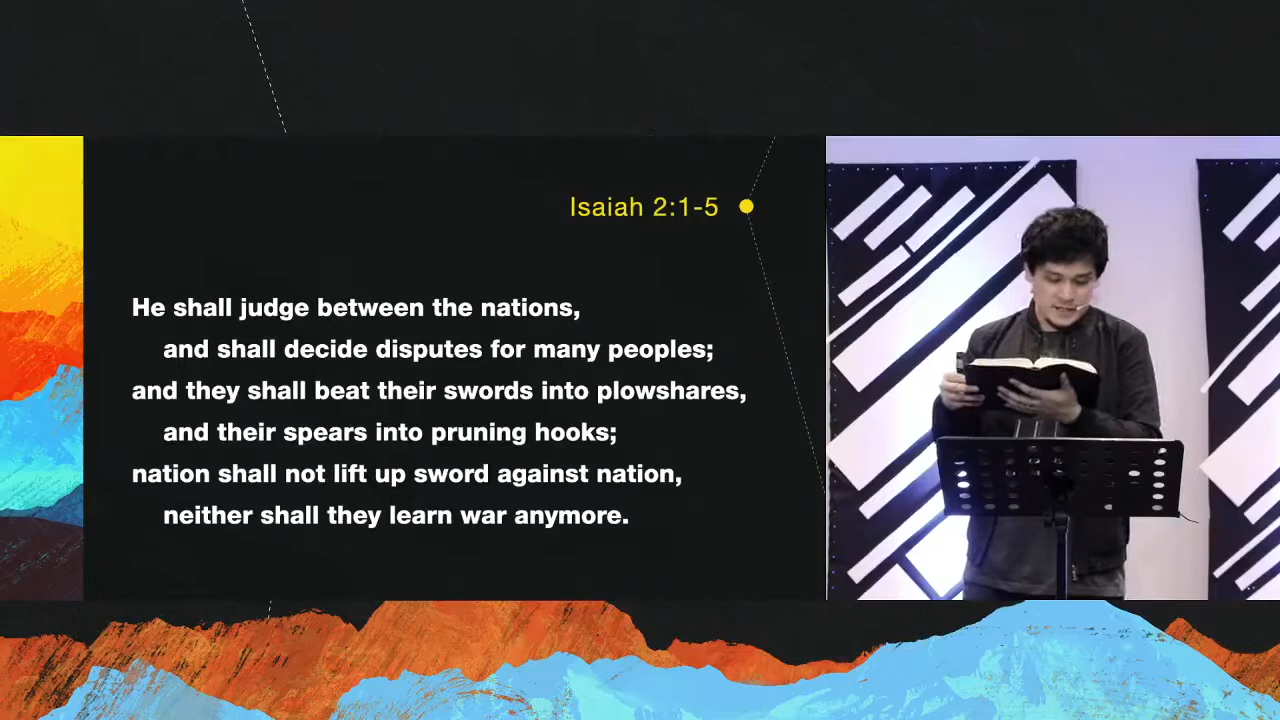 Isaiah 2:1-5
He shall judge between the nations,
and shall decide disputes for many peoples;
and they shall beat their swords into plowshares,
and their spears into pruning hooks;
nation shall not lift up sword against nation,
neither shall they learn war anymore.